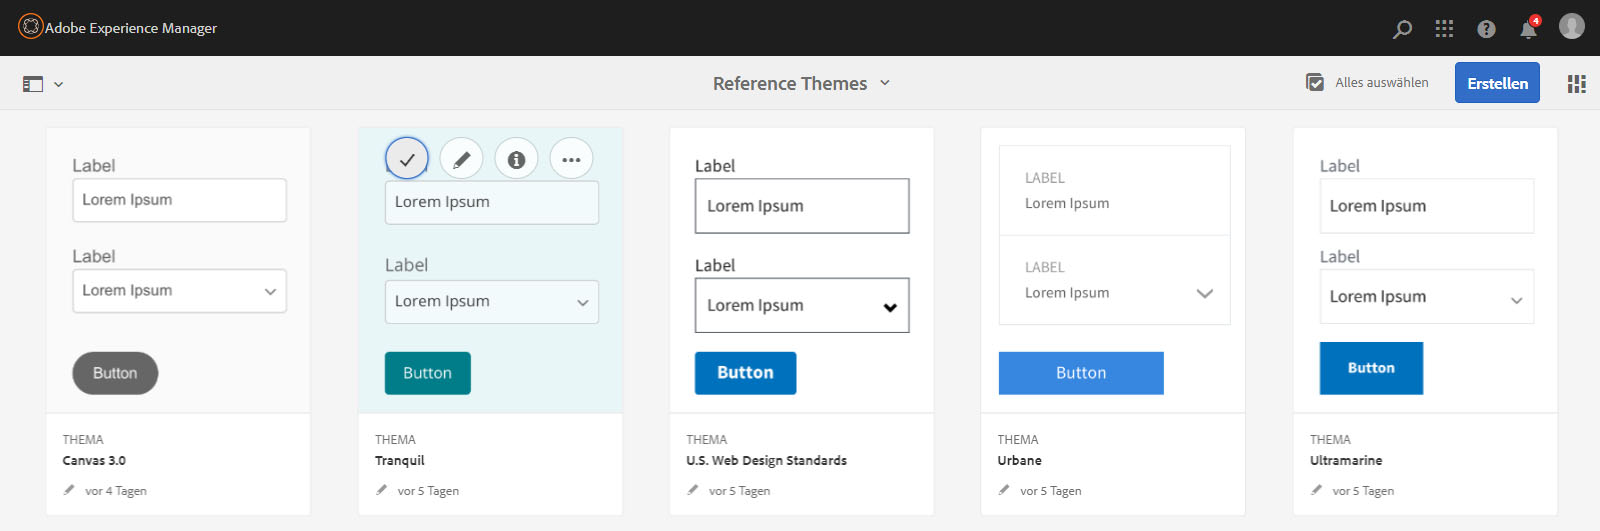 Adobe Experience Manager
4
Reference Themes
Alles auswählen
Erstellen
Label
Lorem Ipsum
Label
Lorem Ipsum
Button
THEMA
Canvas 3.0
vor 4 Tagen
Lorem Ipsum
Label
Lorem Ipsum
Button
THEMA
Tranquil
vor 5 Tagen
Label
Lorem Ipsum
Label
Lorem Ipsum
Button
THEMA
U.S. Web Design Standards
vor 5 Tagen
LABEL
Lorem Ipsum
LABEL
Lorem Ipsum
Button
THEMA
Urbane
vor 5 Tagen
Label
Lorem Ipsum
Label
Lorem Ipsum
Button
THEMA
Ultramarine
vor 5 Tagen